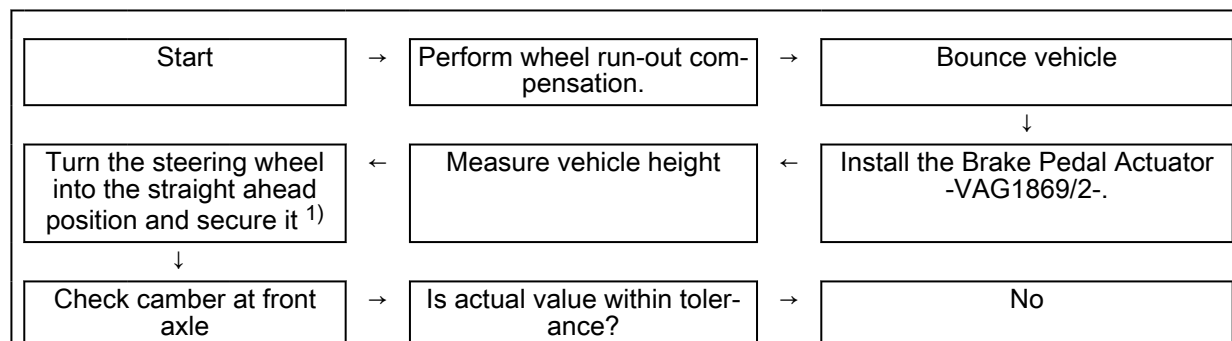 Start → Perform wheel run-out com- → Bounce vehicle
pensation.
↓
Turn the steering wheel ← Measure vehicle height ← Install the Brake Pedal Actuator
into the straight ahead -VAG1869/2-.
position and secure it 1)
↓
Check camber at front → Is actual value within toler- → No
axle ance?